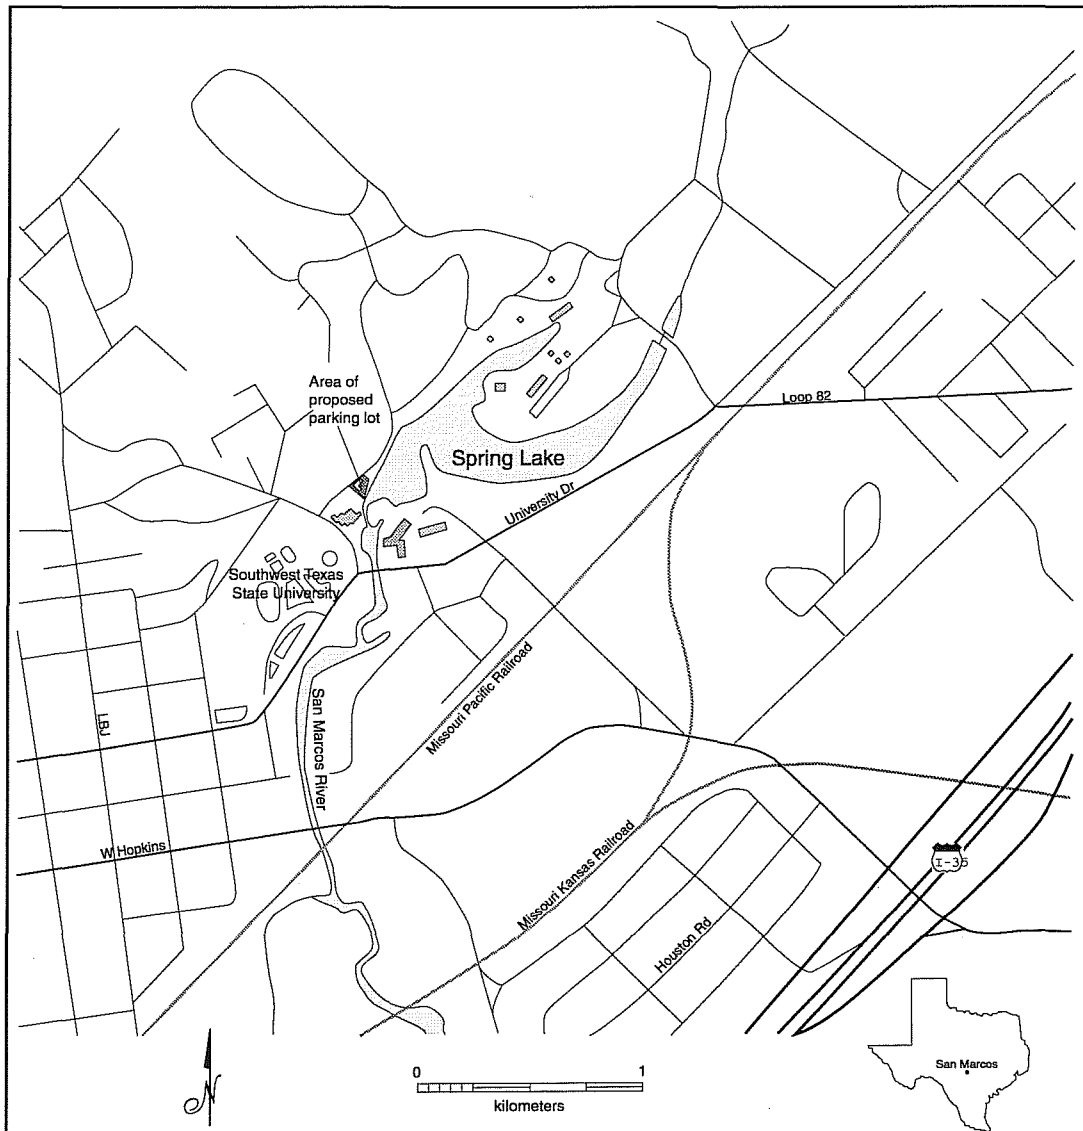 Area of
proposed
parking lot
Loop 82
Spring Lake
University Dr
Southwest Texas
State University
Missouri Pacific Railroad
LBJ
San Marcos River
W Hopkins
Missouri Kansas Railroad
I-35
Houston Rd
N
0 1
kilometers
San Marcos